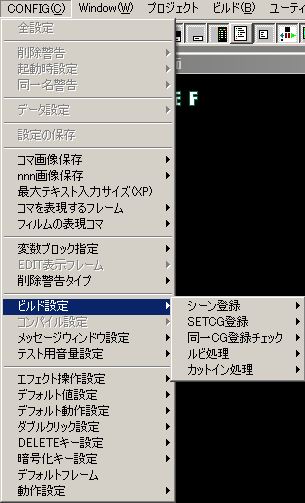 CONFIG(C) Window(W) プロジェクト ビルド(B) ユーティ
全設定
削除警告
起動時設定
同一名警告
データ設定
設定の保存
コマ画像保存
nnn画像保存
最大テキスト入力サイズ(XP)
コマを表現するフレーム
フィルムの表現コマ
変数ブロック指定
EDIT表示フレーム
削除警告タイプ
ビルド設定
コンパイル設定
メッセージウィンドウ設定
テスト用音量設定
エフェクト操作設定
デフォルト値設定
デフォルト動作設定
ダブルクリック設定
DELETEキー設定
暗号化キー設定
デフォルトフレーム
動作設定
シーン登録
SETCG登録
同一CG登録チェック
ルビ処理
カットイン処理
E F